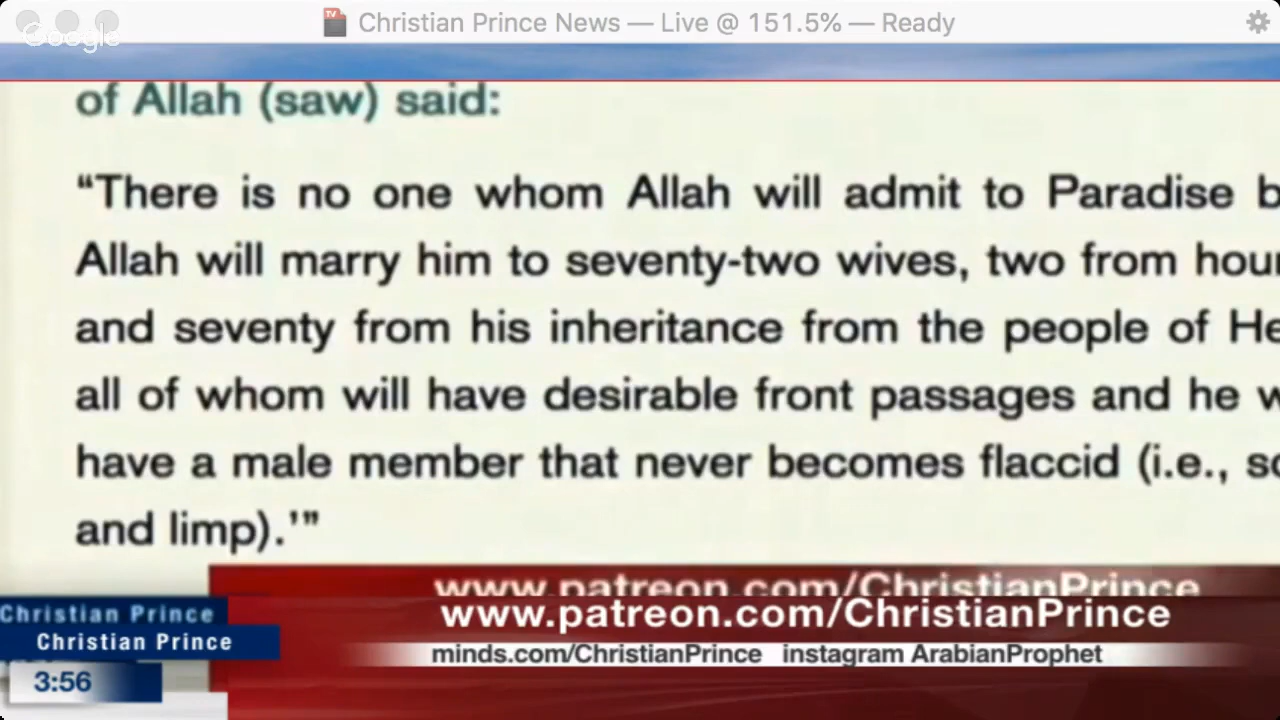 Christian Prince News — Live @ 151.5% — Ready
Google
of Allah (saw) said:
“There is no one whom Allah will admit to Paradise
Allah will marry him to seventy-two wives, two from
and seventy from his inheritance from the people of
all of whom will have desirable front passages and he
have a male member that never becomes flaccid (i.e.,
and limp).’”
www.patreon.com/ChristianPrince
www.patreon.com/ChristianPrince
Christian Prince
Christian Prince
minds.com/ChristianPrince instagram ArabianProphet
3:56